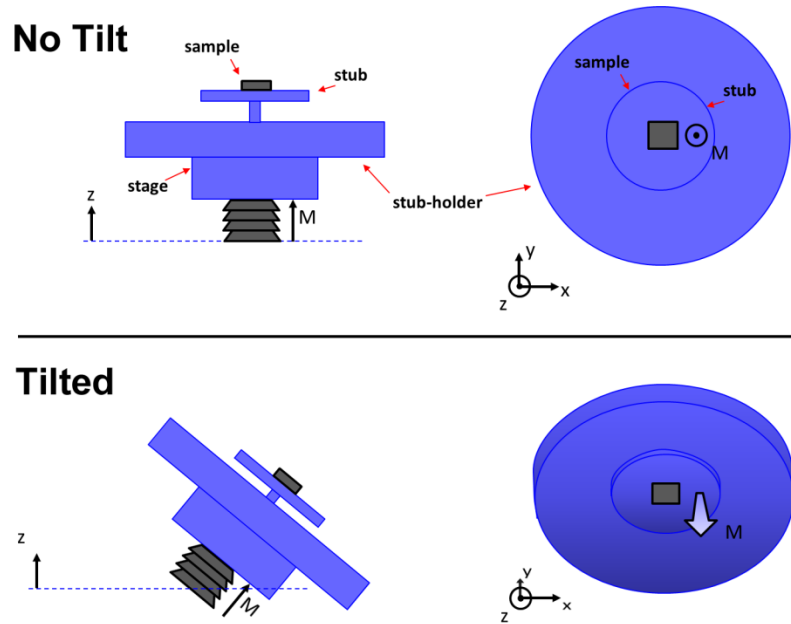 No Tilt
sample
stub
stage
z
M
stub-holder
sample
stub
M
y
x
z
Tilted
z
M
M
y
x
z